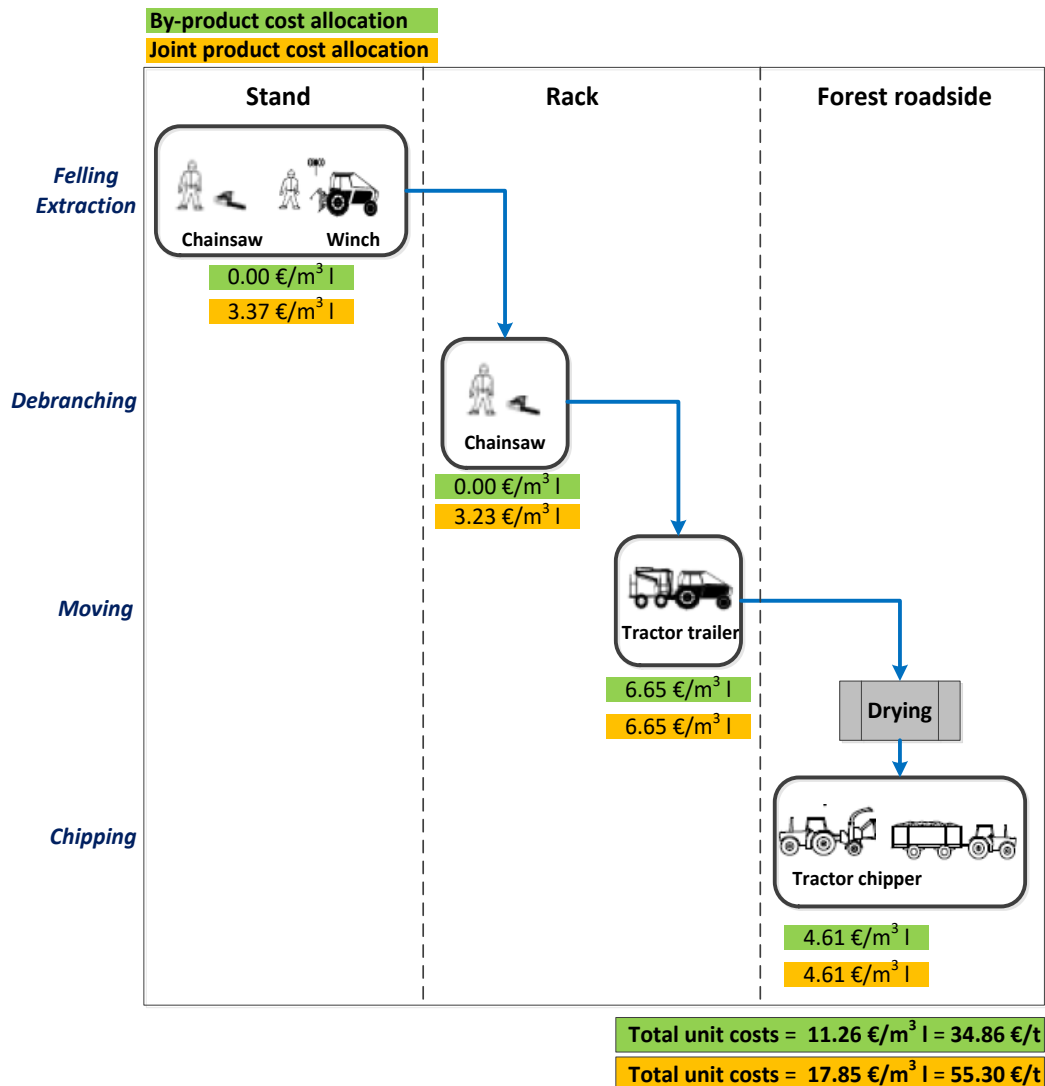 By-product cost allocation
Joint product cost allocation
Stand Rack Forest roadside
Felling
Extraction
Chainsaw Winch
0.00 €/m³ l
3.37 €/m³ l
Debranching
Chainsaw
0.00 €/m³ l
3.23 €/m³ l
Moving
Tractor trailer
6.65 €/m³ l
6.65 €/m³ l
Drying
Chipping
Tractor chipper
4.61 €/m³ l
4.61 €/m³ l
Total unit costs = 11.26 €/m³ l = 34.86 €/t
Total unit costs = 17.85 €/m³ l = 55.30 €/t